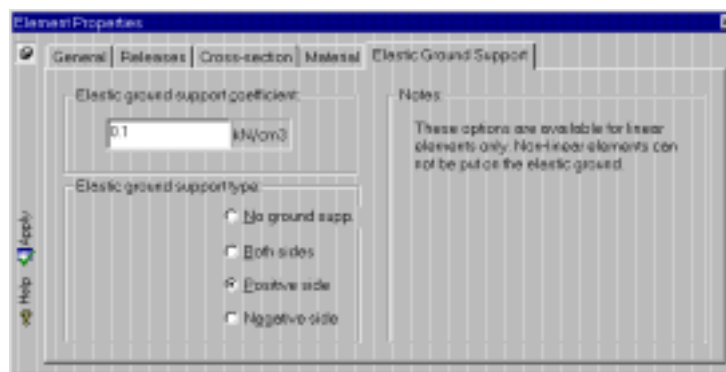 Element Properties
General Releases Cross-section Material Elastic Ground Support
Elastic ground support coefficient:
0.1 kN/cm3
Elastic ground support type:
No ground supp.
Both sides
Positive side
Negative side
Notes:
These options are available for linear
elements only. Non-linear elements can
not be put on the elastic ground.
Apply
Help